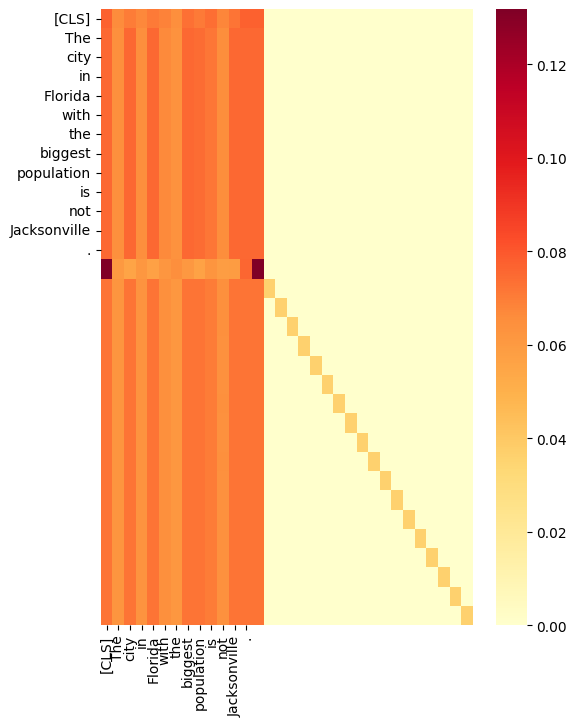 [CLS]
The
city
in
Florida
with
the
biggest
population
is
not
Jacksonville
.
0.12
0.10
0.08
0.06
0.04
0.02
0.00
[CLS]
The
city
in
Florida
with
the
biggest
population
is
not
Jacksonville
.